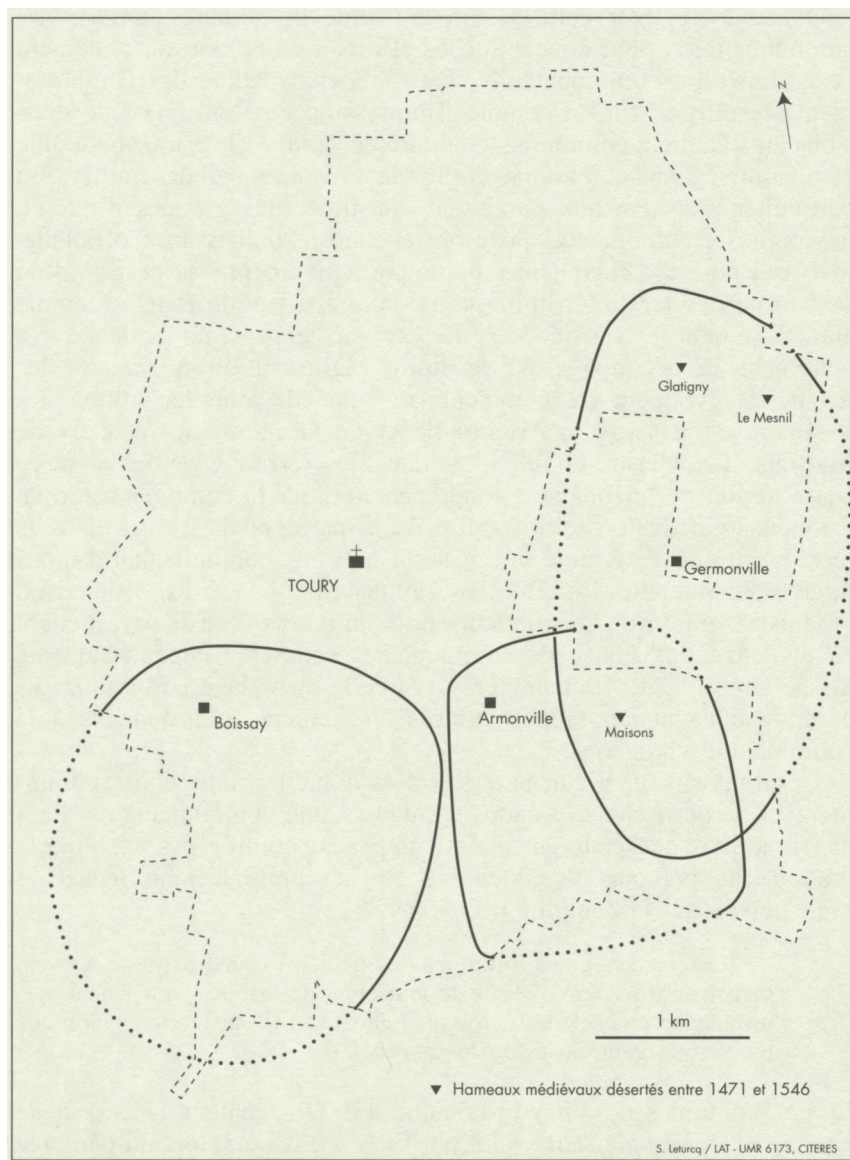 N
Glatigny
Le Mesnil
TOURY
Germonville
Boissay
Armonville
Maisons
1 km
Hameaux médiévaux désertés entre 1471 et 1546
S. Leturcq / LAT - UMR 6173, CITERES